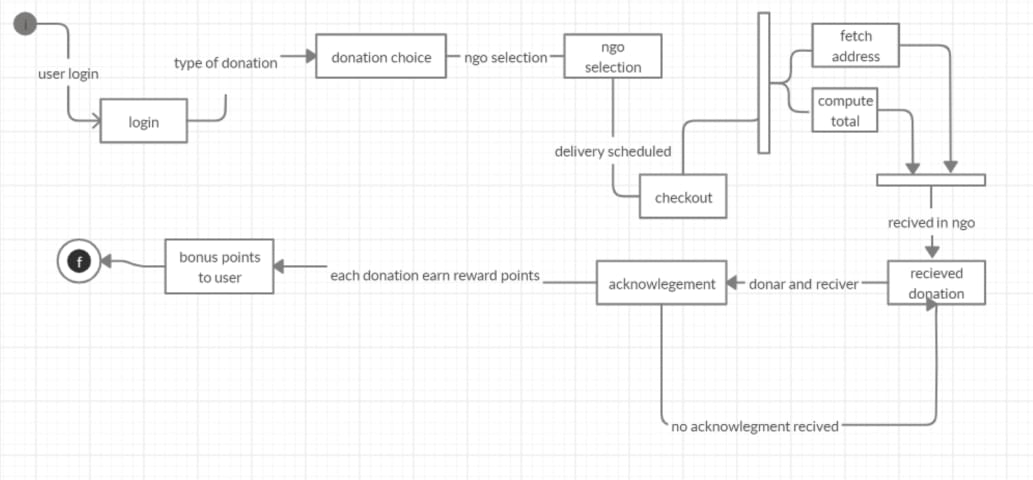 i
user login
login
type of donation
donation choice
ngo selection
ngo
selection
delivery scheduled
checkout
fetch
address
compute
total
recived in ngo
recieved
donation
donar and reciver
acknowlegement
no acknowlegment recived
each donation earn reward points
bonus points
to user
f